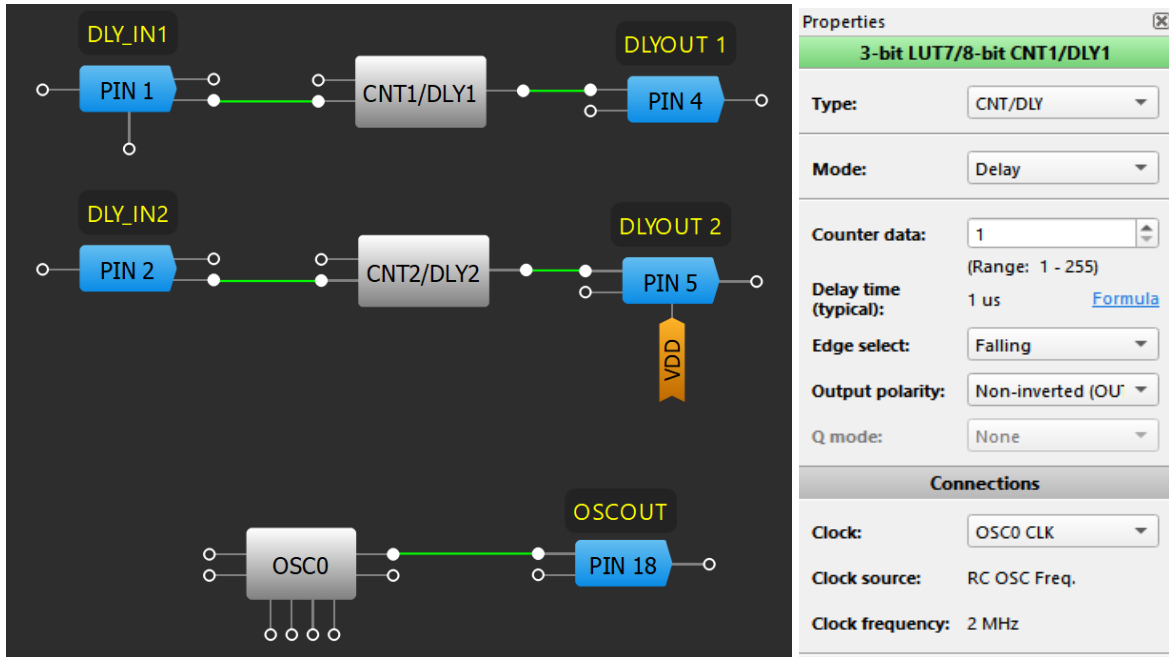 DLY_IN1
PIN 1
CNT1/DLY1
DLYOUT 1
PIN 4
DLY_IN2
PIN 2
CNT2/DLY2
DLYOUT 2
PIN 5
VDD
OSC0
OSCOUT
PIN 18
Properties
3-bit LUT7/8-bit CNT1/DLY1
Type: CNT/DLY
Mode: Delay
Counter data: 1
(Range: 1 - 255)
Delay time
(typical): 1 us Formula
Edge select: Falling
Output polarity: Non-inverted (OU
Q mode: None
Connections
Clock: OSC0 CLK
Clock source: RC OSC Freq.
Clock frequency: 2 MHz